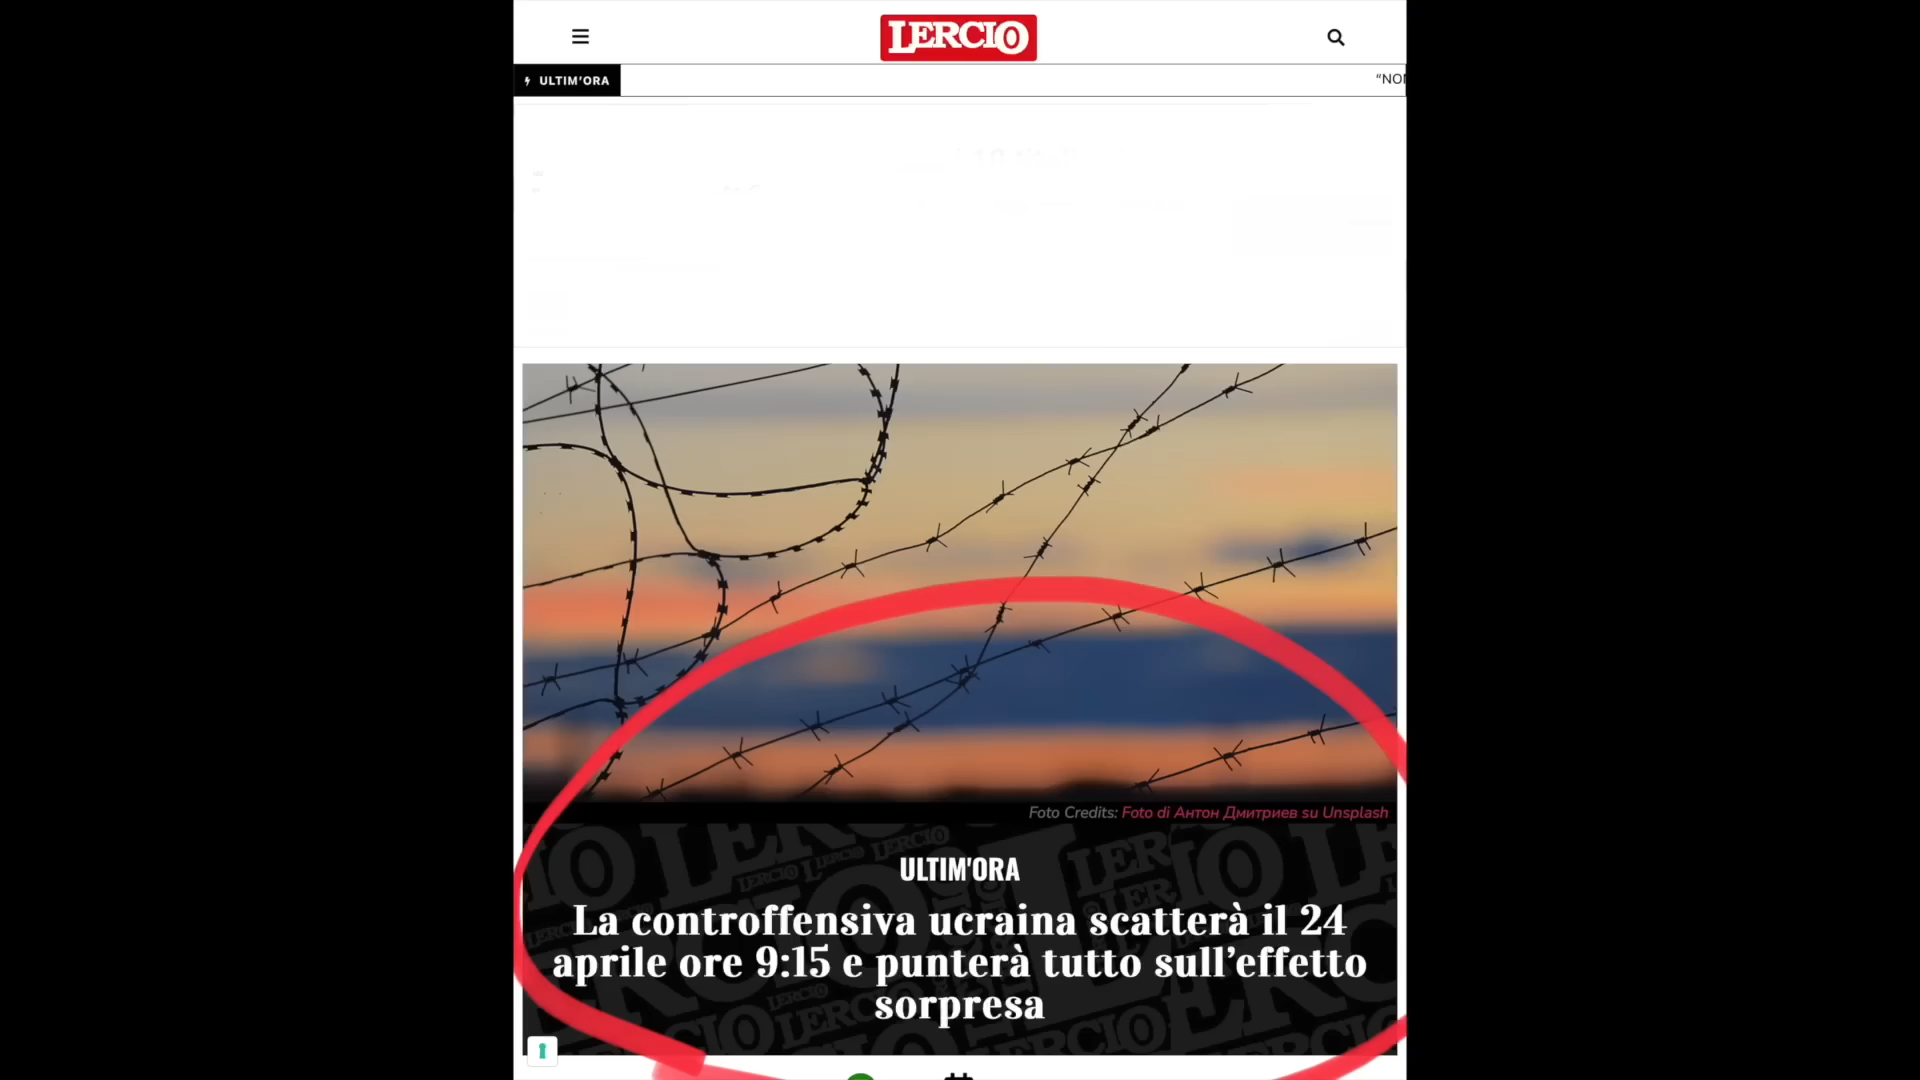 LERCIO
ULTIM'ORA
“NO
Foto Credits: Foto di Антон Дмитриев su Unsplash
ULTIM'ORA
La controffensiva ucraina scatterà il 24
aprile ore 9:15 e punterà tutto sull’effetto
sorpresa